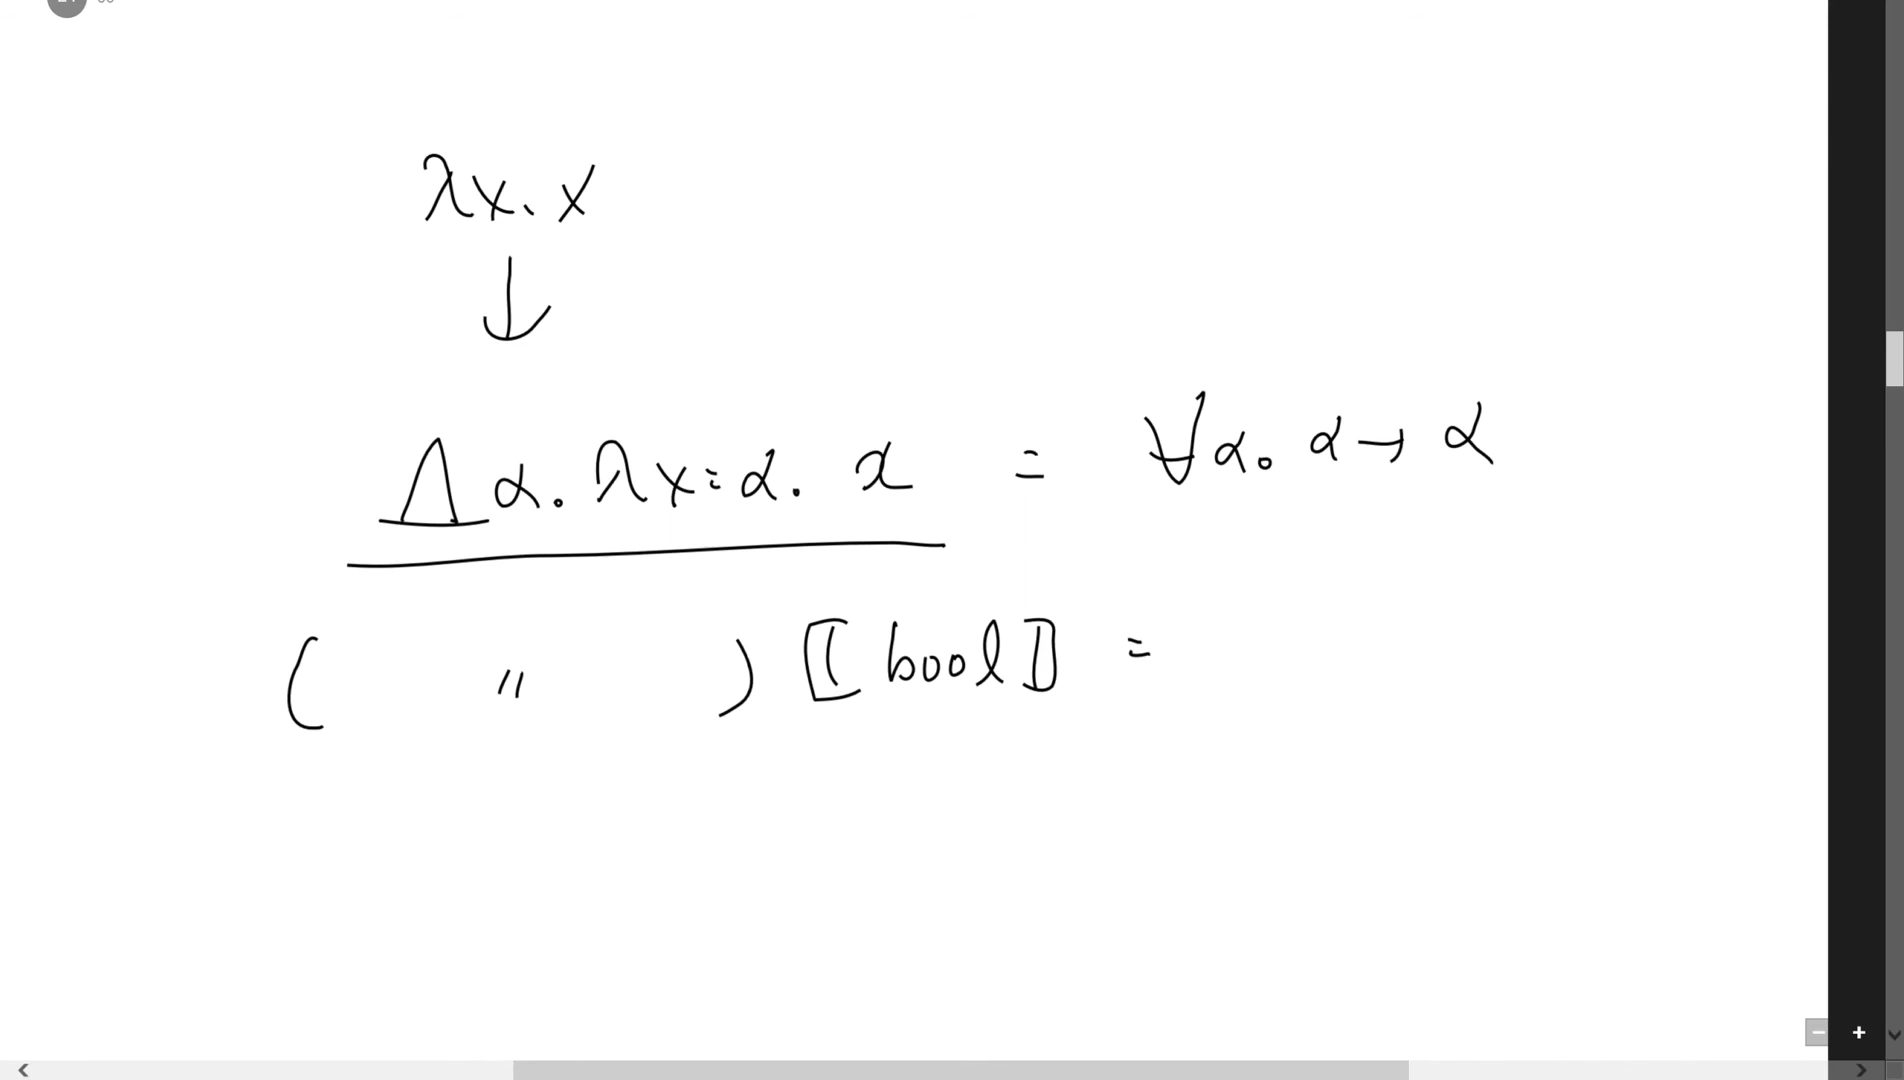 λx. x
↓
Λα. λx:α. x = ∀α. α → α
( " ) [[bool]] =